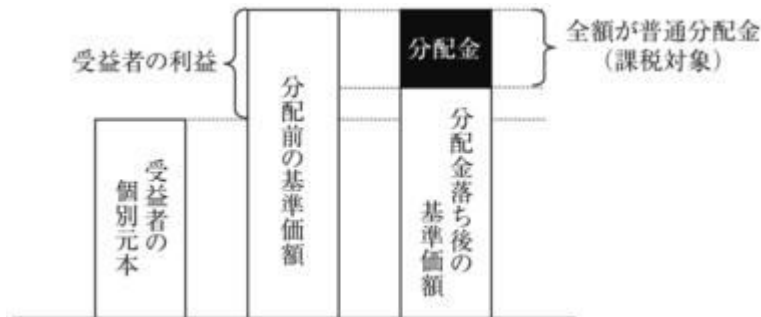 受益者の利益
分配金
全額が普通分配金
（課税対象）
受益者の
個別元本
分配前の基準価額
分配金落ち後の
基準価額